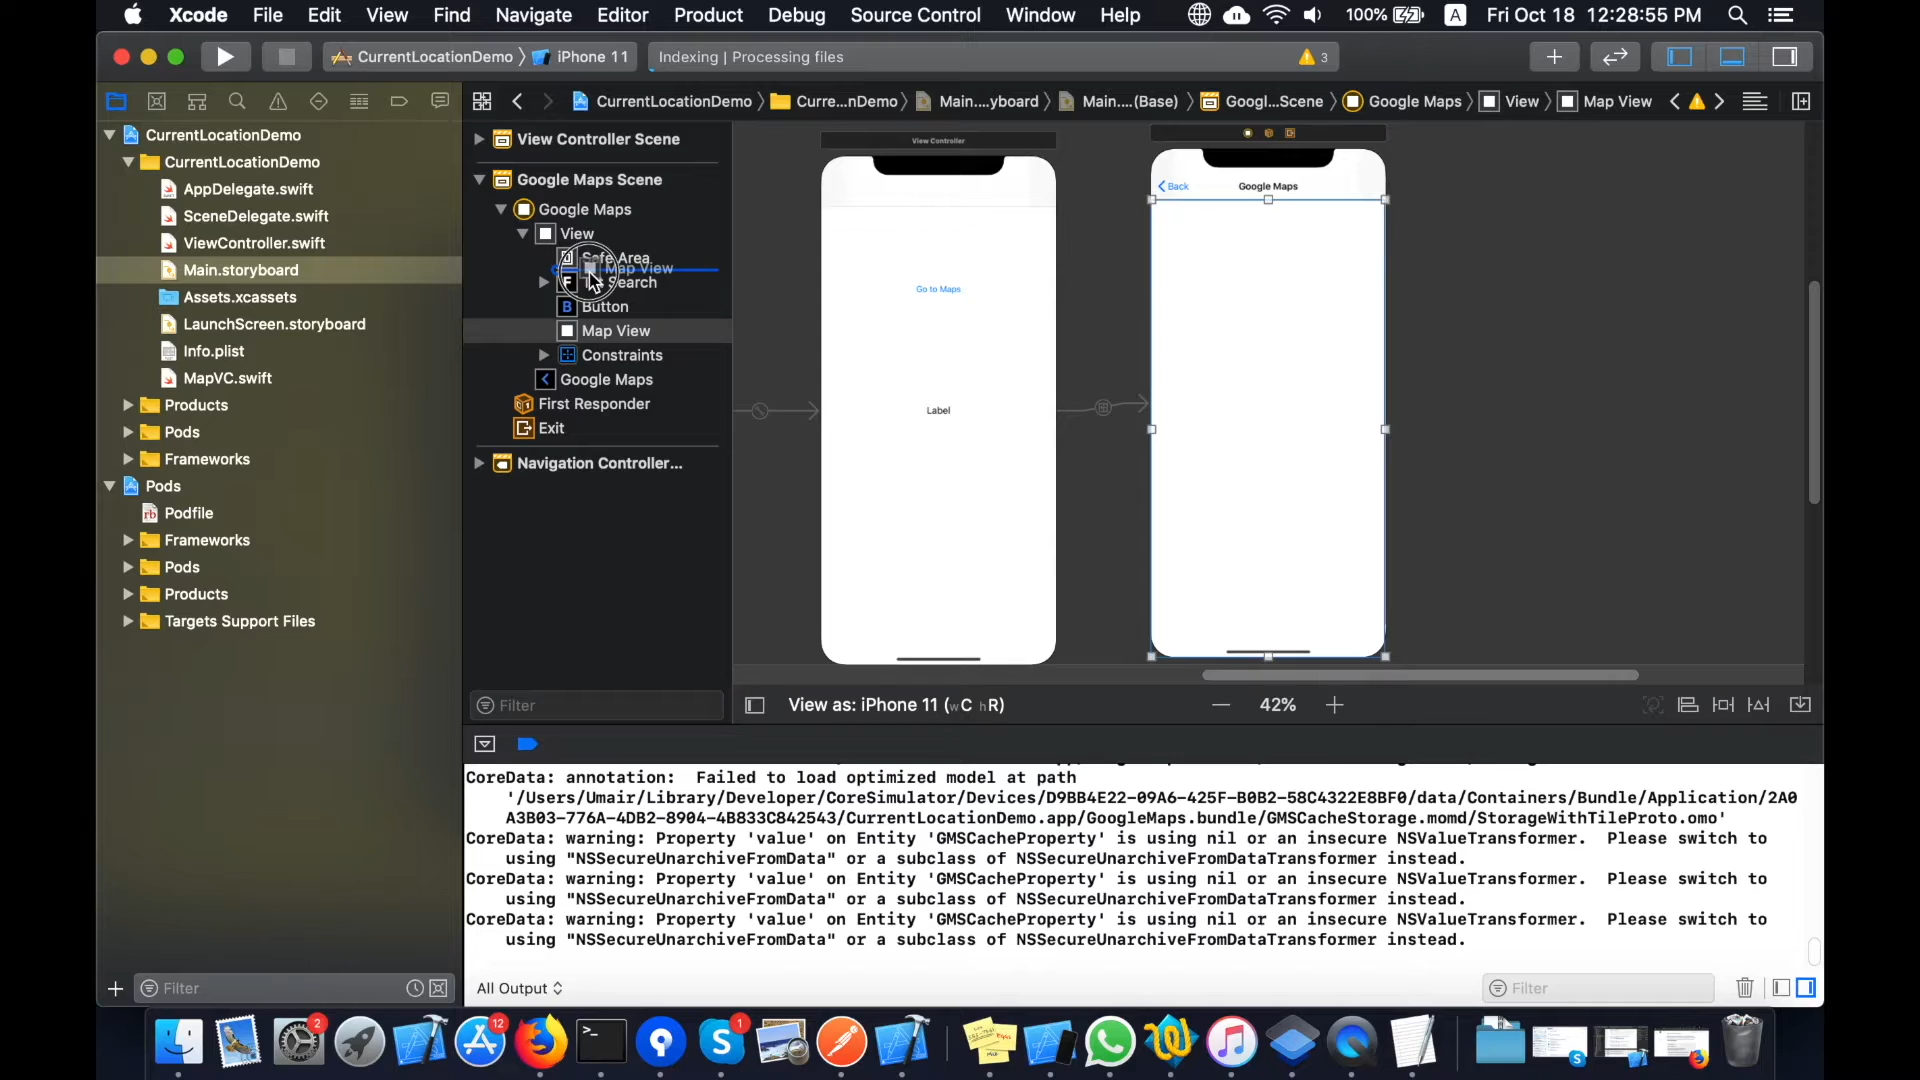 Xcode File Edit View Find Navigate Editor Product Debug Source Control Window Help 100% A Fri Oct 18 12:28:55 PM
CurrentLocationDemo iPhone 11 Indexing | Processing files 3
CurrentLocationDemo Curre...nDemo Main....yboard Main....(Base) Googl...Scene Google Maps View Map View
CurrentLocationDemo
CurrentLocationDemo
AppDelegate.swift
SceneDelegate.swift
ViewController.swift
Main.storyboard
Assets.xcassets
LaunchScreen.storyboard
Info.plist
MapVC.swift
Products
Pods
Frameworks
Pods
Podfile
Frameworks
Pods
Products
Targets Support Files
Filter
View Controller Scene
Google Maps Scene
Google Maps
View
Safe Area
Map View
F Search
B Button
Map View
Constraints
Google Maps
First Responder
Exit
Navigation Controller...
Filter
View Controller
Go to Maps
Label
Back Google Maps
View as: iPhone 11 (wC hR) 42%
CoreData: annotation: Failed to load optimized model at path
'/Users/Umair/Library/Developer/CoreSimulator/Devices/D9BB4E22-09A6-425F-B0B2-58C4322E8BF0/data/Containers/Bundle/Application/2A0
A3B03-776A-4DB2-8904-4B833C842543/CurrentLocationDemo.app/GoogleMaps.bundle/GMSCacheStorage.momd/StorageWithTileProto.omo'
CoreData: warning: Property 'value' on Entity 'GMSCacheProperty' is using nil or an insecure NSValueTransformer. Please switch to
using "NSSecureUnarchiveFromData" or a subclass of NSSecureUnarchiveFromDataTransformer instead.
CoreData: warning: Property 'value' on Entity 'GMSCacheProperty' is using nil or an insecure NSValueTransformer. Please switch to
using "NSSecureUnarchiveFromData" or a subclass of NSSecureUnarchiveFromDataTransformer instead.
CoreData: warning: Property 'value' on Entity 'GMSCacheProperty' is using nil or an insecure NSValueTransformer. Please switch to
using "NSSecureUnarchiveFromData" or a subclass of NSSecureUnarchiveFromDataTransformer instead.
All Output
Filter
2
12
1